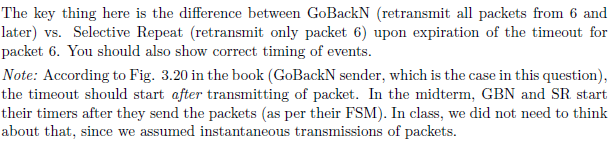 The key thing here is the difference between GoBackN (retransmit all packets from 6 and
later) vs. Selective Repeat (retransmit only packet 6) upon expiration of the timeout for
packet 6. You should also show correct timing of events.
Note: According to Fig. 3.20 in the book (GoBackN sender, which is the case in this question),
the timeout should start after transmitting of packet. In the midterm, GBN and SR start
their timers after they send the packets (as per their FSM). In class, we did not need to think
about that, since we assumed instantaneous transmissions of packets.